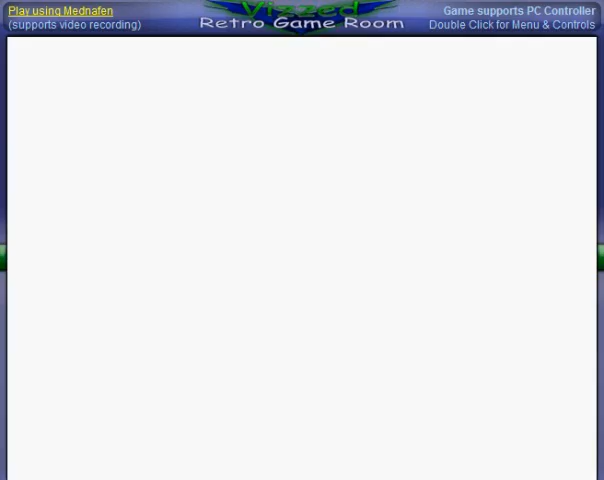 Play using Mednafen
(supports video recording)
Vizzed
Retro Game Room
Game supports PC Controller
Double Click for Menu & Controls